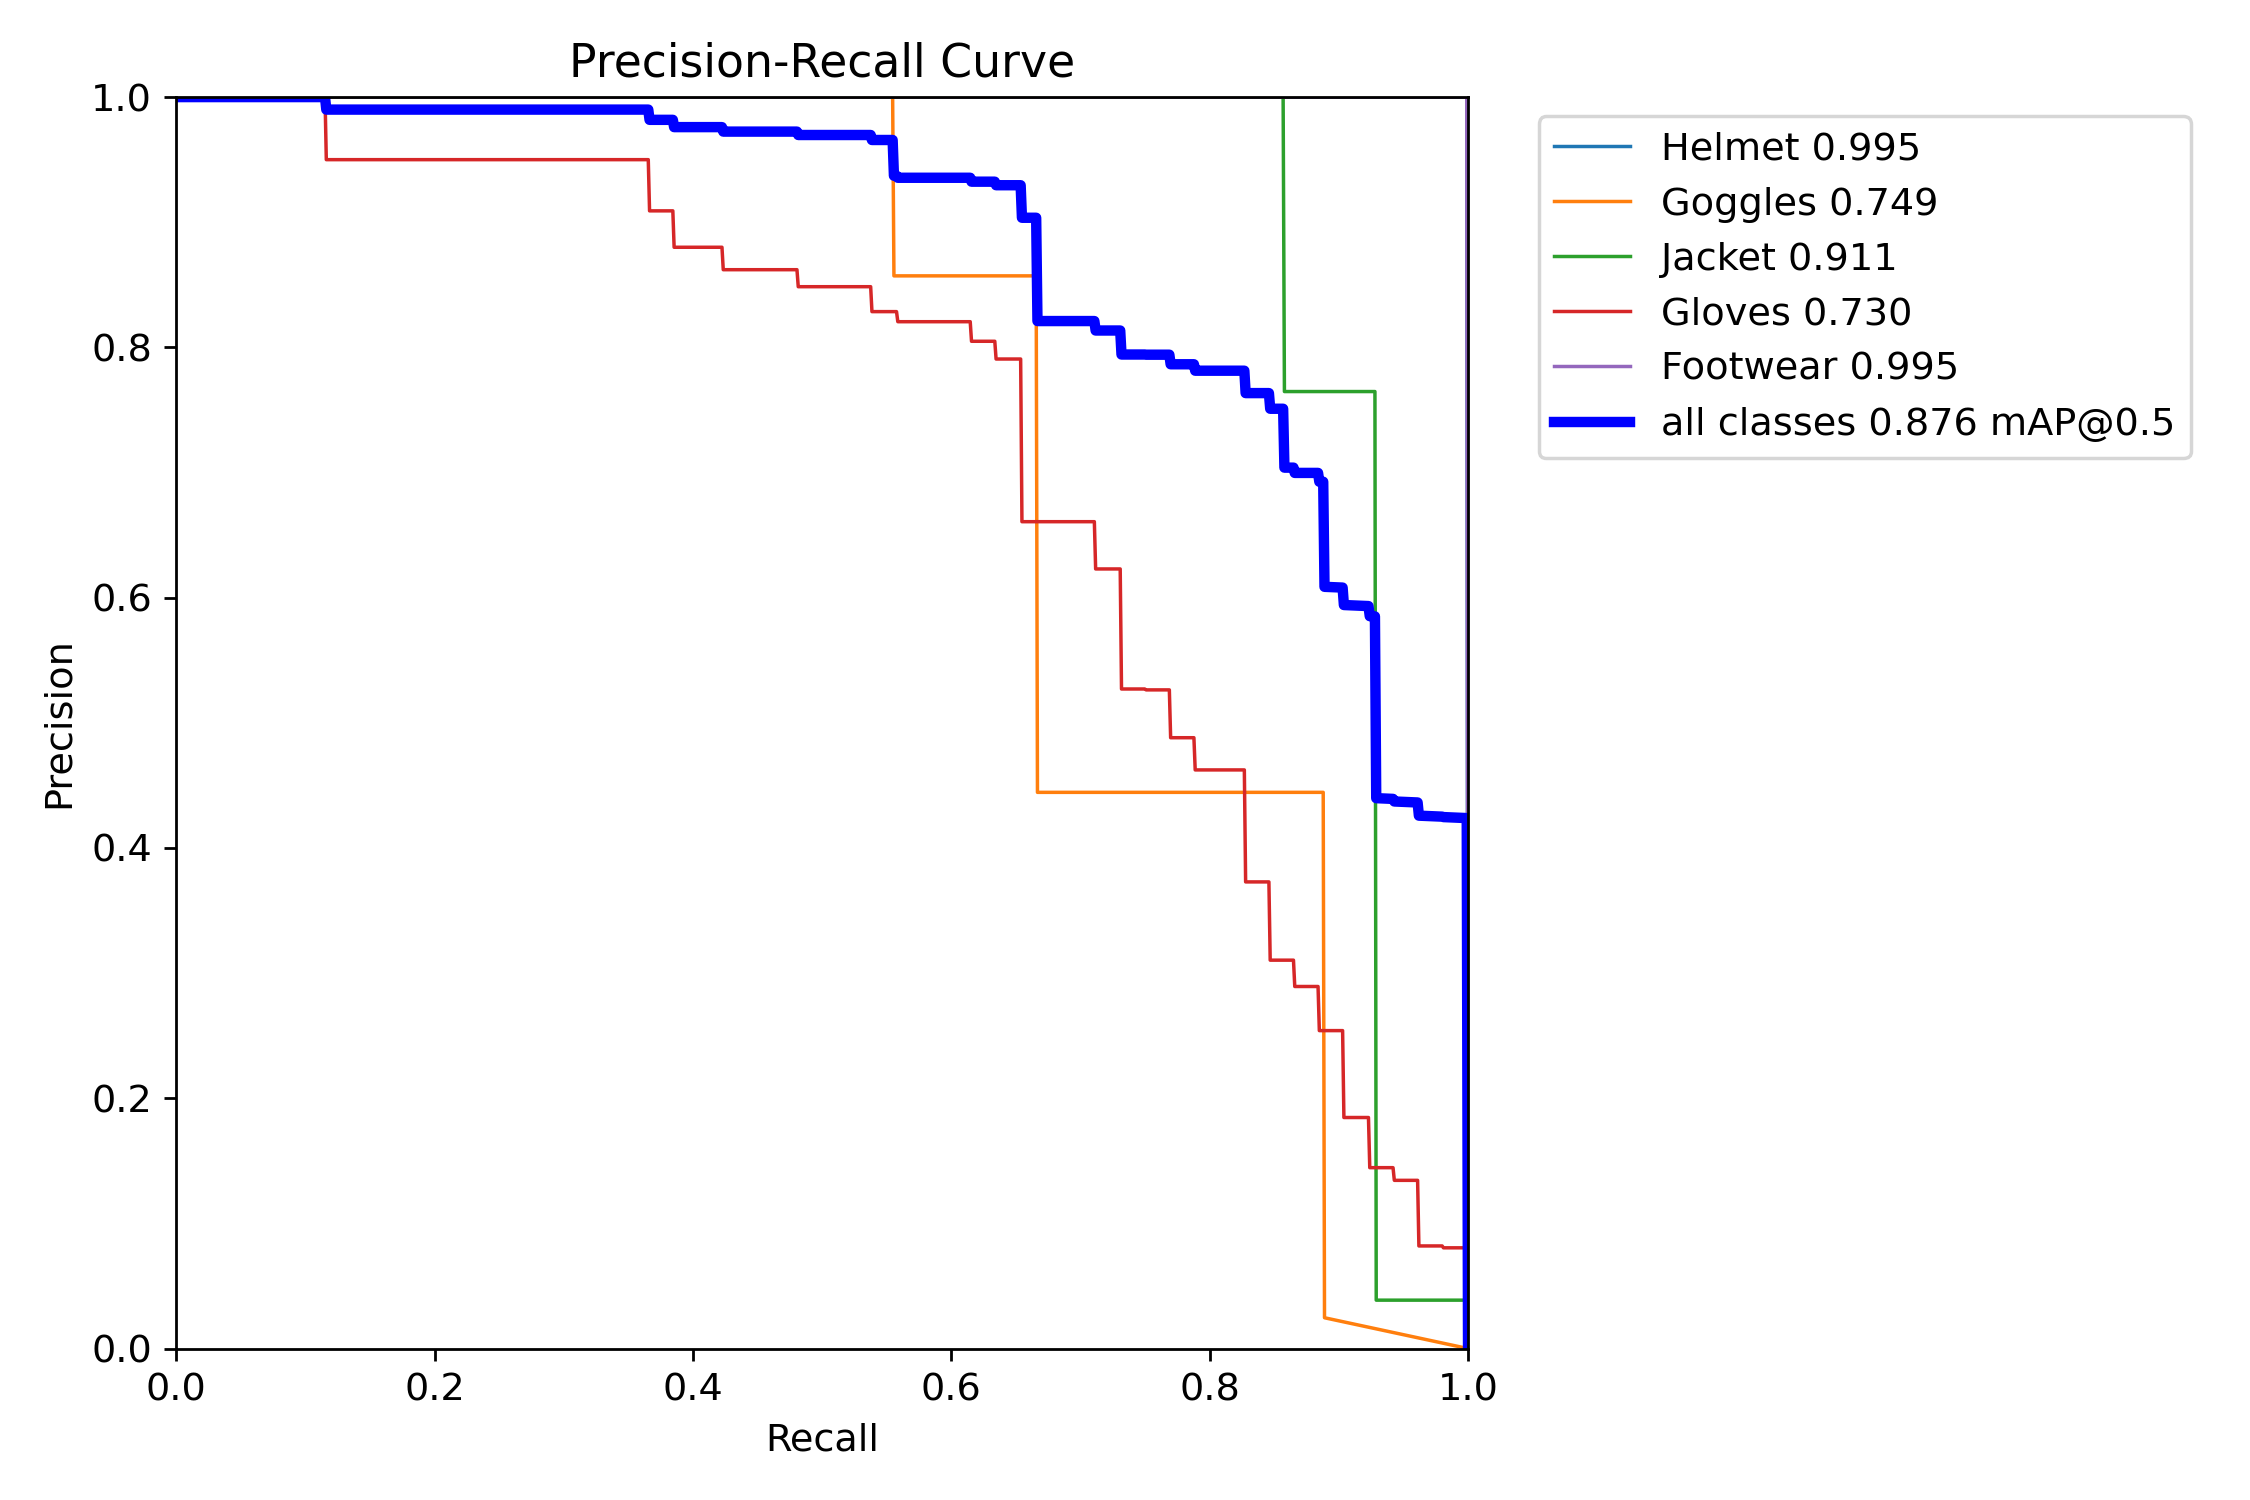 Precision-Recall Curve
1.0
0.8
0.6
0.4
0.2
0.0
Precision
0.0 0.2 0.4 0.6 0.8 1.0
Recall
Helmet 0.995
Goggles 0.749
Jacket 0.911
Gloves 0.730
Footwear 0.995
all classes 0.876 mAP@0.5